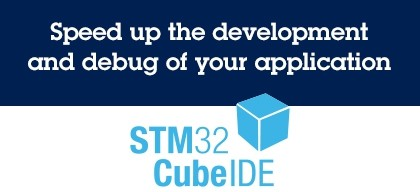 Speed up the development
and debug of your application
STM32
CubeIDE